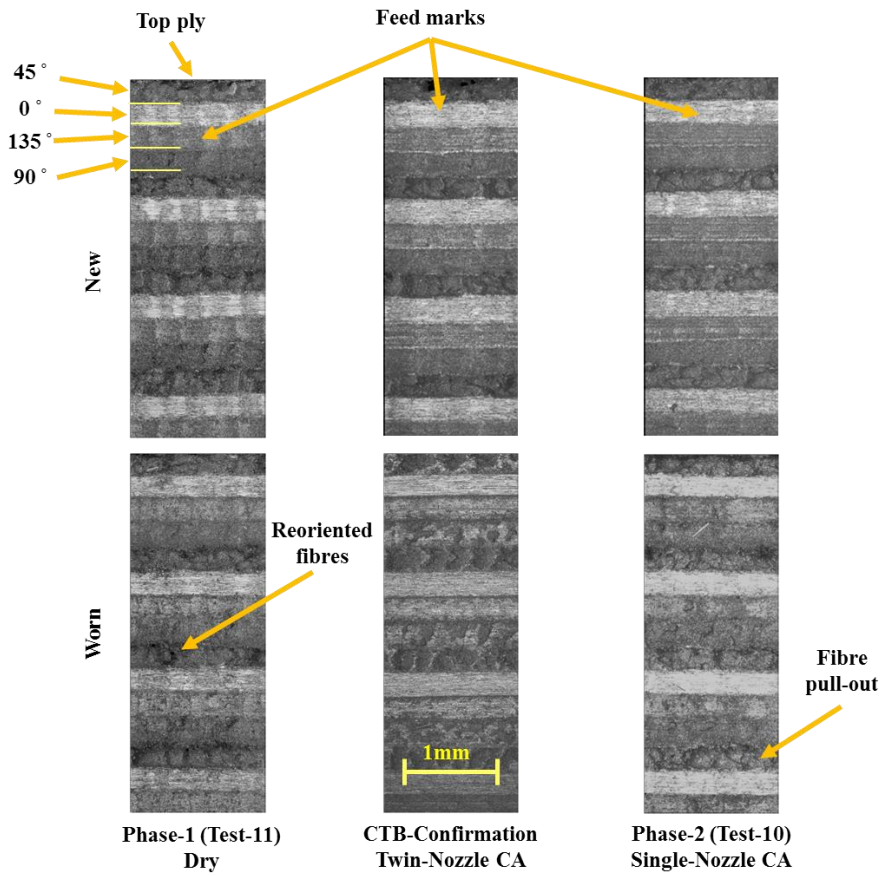 Top ply
Feed marks
45°
0°
135°
90°
New
Reoriented
fibres
Worn
Fibre
pull-out
1mm
Phase-1 (Test-11)
Dry
CTB-Confirmation
Twin-Nozzle CA
Phase-2 (Test-10)
Single-Nozzle CA